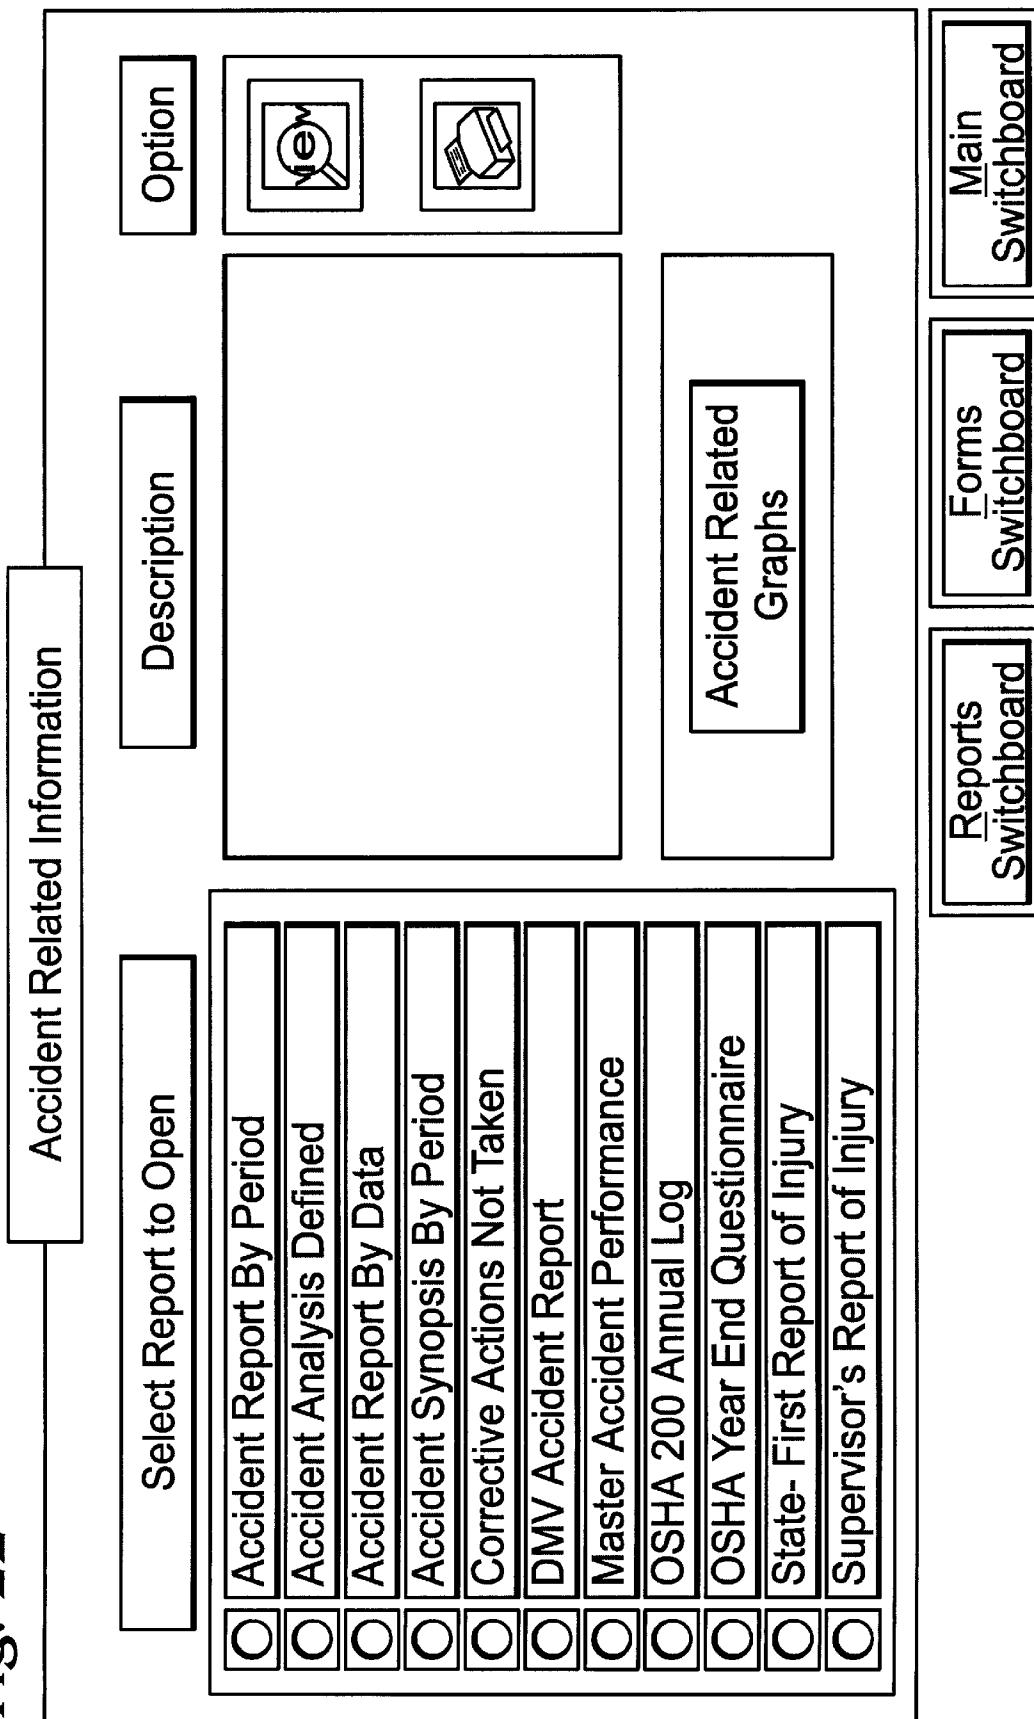 Accident Related Information
Select Report to Open
Description
Option
Accident Report By Period
Accident Analysis Defined
Accident Report By Data
Accident Synopsis By Period
Corrective Actions Not Taken
DMV Accident Report
Master Accident Performance
OSHA 200 Annual Log
OSHA Year End Questionnaire
State- First Report of Injury
Supervisor's Report of Injury
view
Accident Related
Graphs
Reports
Switchboard
Forms
Switchboard
Main
Switchboard